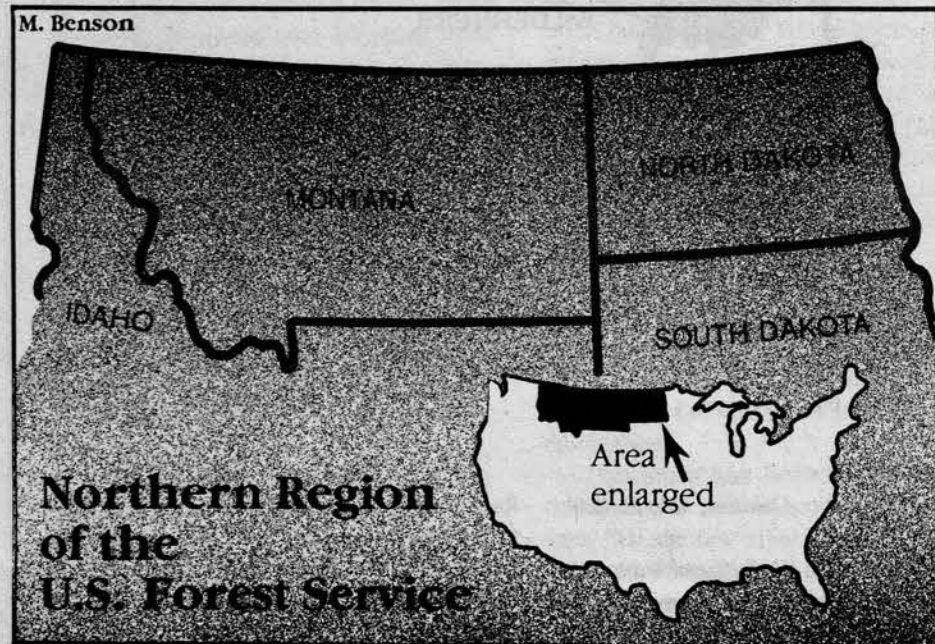 M. Benson
MONTANA
NORTH DAKOTA
IDAHO
SOUTH DAKOTA
Area
enlarged
Northern Region
of the
U.S. Forest Service